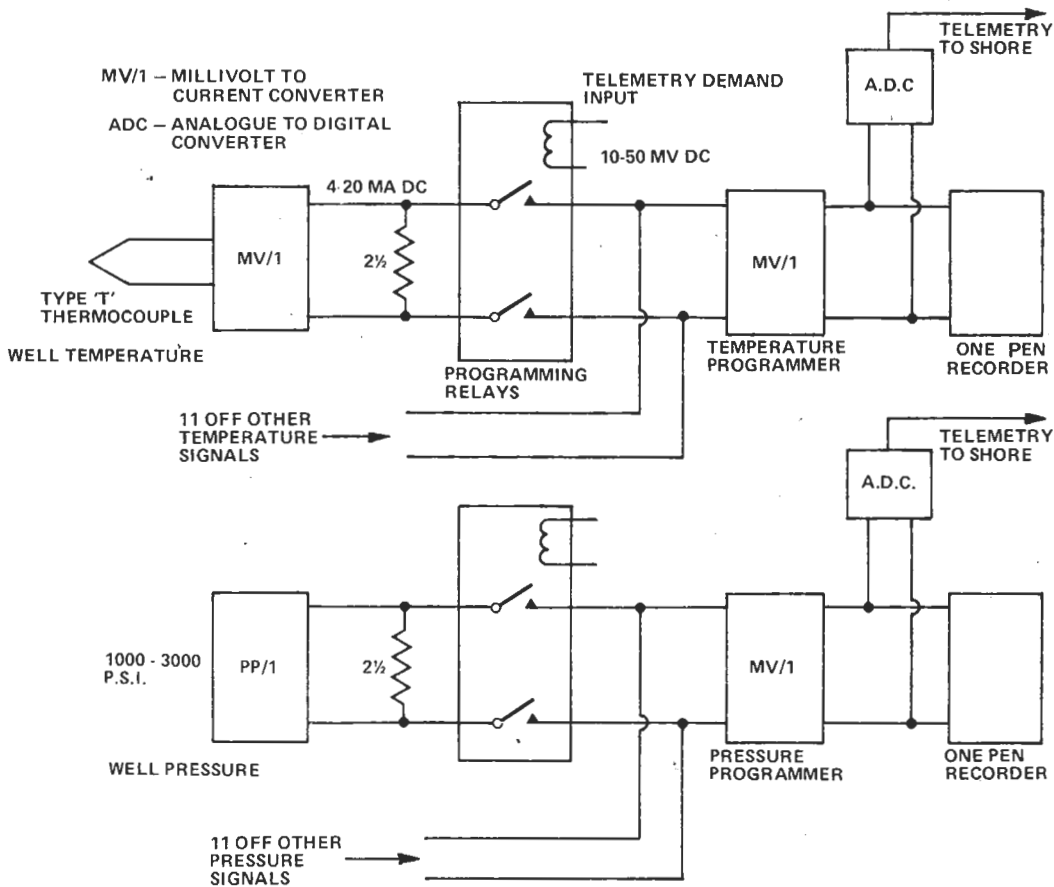 TELEMETRY
TO SHORE
MV/1 – MILLIVOLT TO
CURRENT CONVERTER
ADC – ANALOGUE TO DIGITAL
CONVERTER
TELEMETRY DEMAND
INPUT
A.D.C
10-50 MV DC
4-20 MA DC
MV/1
2½
MV/1
TYPE 'T'
THERMOCOUPLE
WELL TEMPERATURE
PROGRAMMING
RELAYS
TEMPERATURE
PROGRAMMER
ONE PEN
RECORDER
11 OFF OTHER
TEMPERATURE
SIGNALS
TELEMETRY
TO SHORE
A.D.C.
1000 - 3000
P.S.I.
PP/1
2½
MV/1
WELL PRESSURE
PRESSURE
PROGRAMMER
ONE PEN
RECORDER
11 OFF OTHER
PRESSURE
SIGNALS